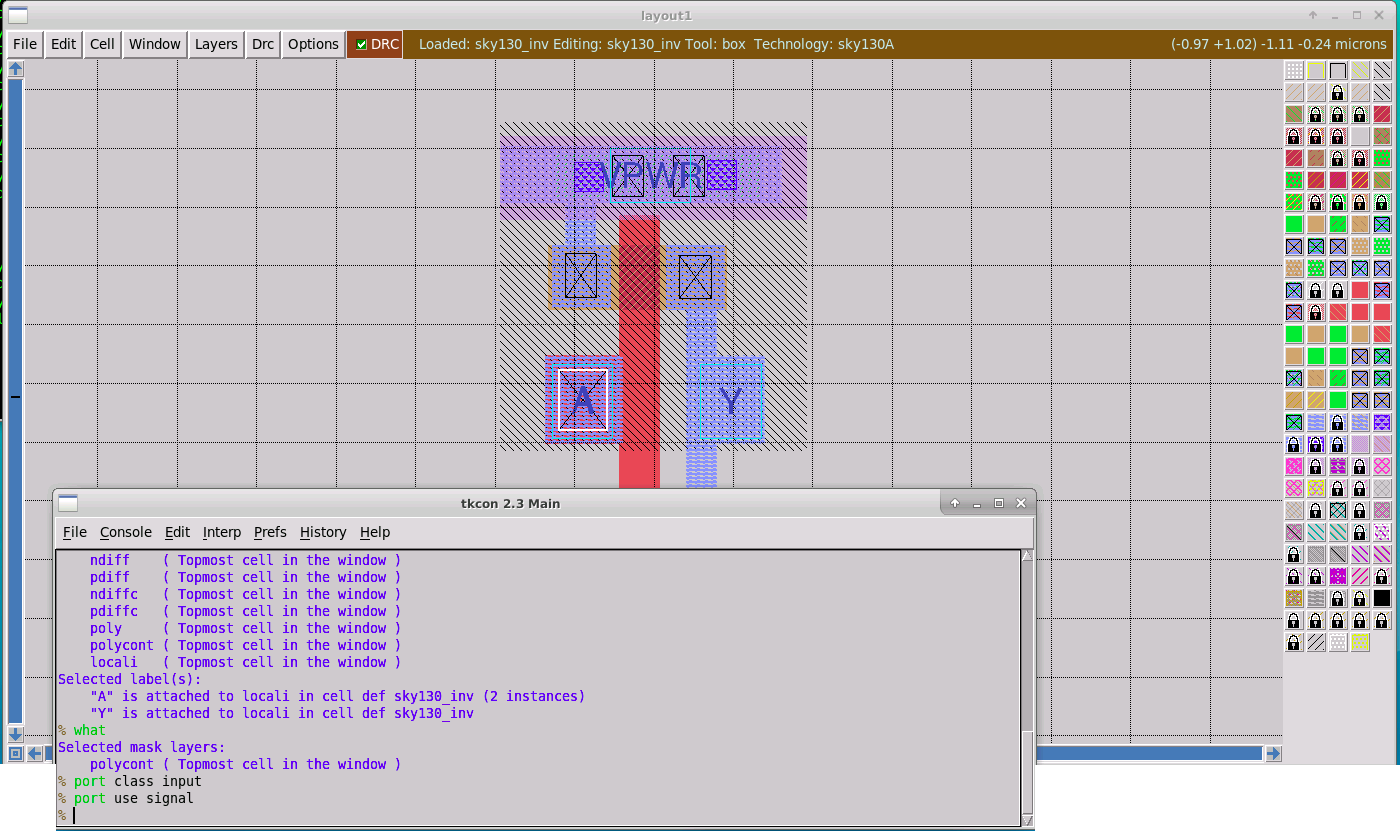 layout1
File Edit Cell Window Layers Drc Options DRC Loaded: sky130_inv Editing: sky130_inv Tool: box Technology: sky130A (-0.97 +1.02) -1.11 -0.24 microns
VPWR
A Y
tkcon 2.3 Main
File Console Edit Interp Prefs History Help
ndiff ( Topmost cell in the window )
pdiff ( Topmost cell in the window )
ndiffc ( Topmost cell in the window )
pdiffc ( Topmost cell in the window )
poly ( Topmost cell in the window )
polycont ( Topmost cell in the window )
locali ( Topmost cell in the window )
Selected label(s):
"A" is attached to locali in cell def sky130_inv (2 instances)
"Y" is attached to locali in cell def sky130_inv
% what
Selected mask layers:
polycont ( Topmost cell in the window )
% port class input
% port use signal
%